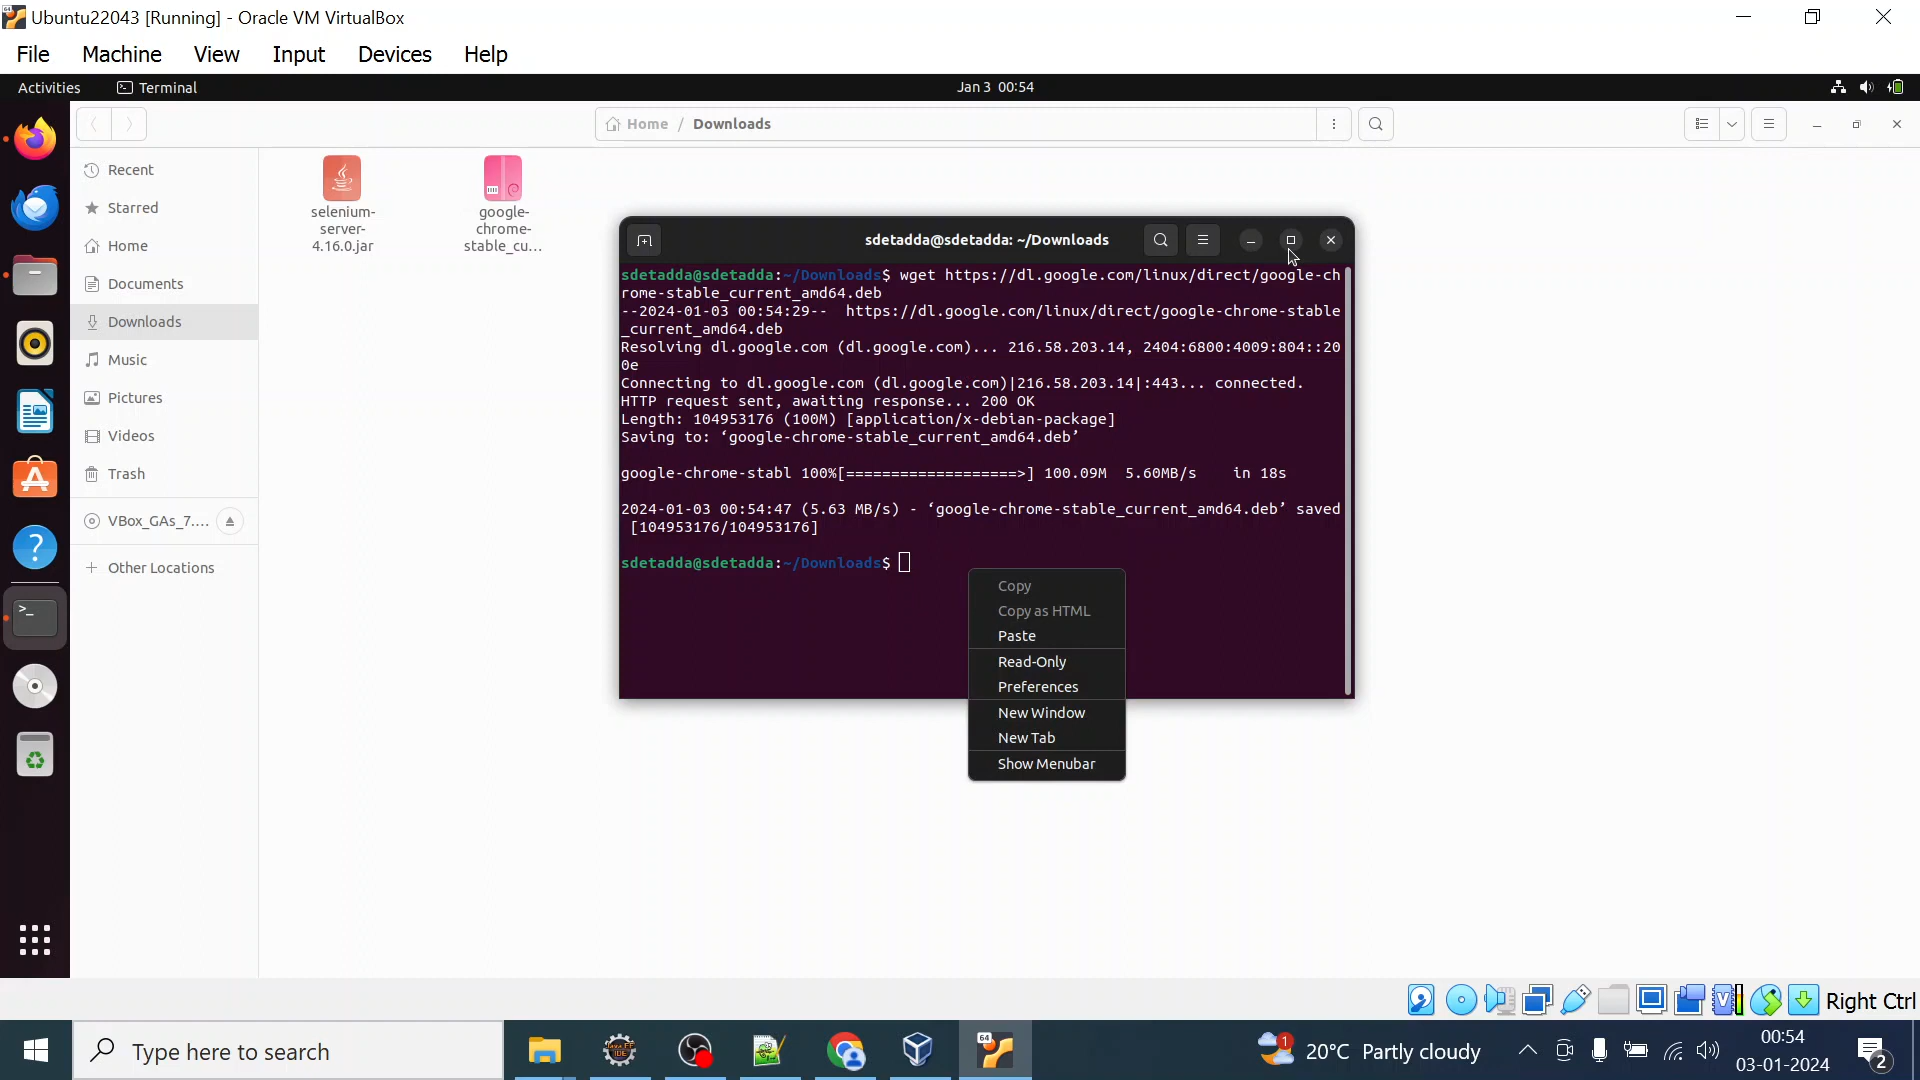 Ubuntu22043 [Running] - Oracle VM VirtualBox
File Machine View Input Devices Help
Activities Terminal Jan 3 00:54
Home / Downloads
Recent
Starred
Home
Documents
Downloads
Music
Pictures
Videos
Trash
VBox_GAs_7....
+ Other Locations
selenium-
server-
4.16.0.jar
google-
chrome-
stable_cu...
sdetadda@sdetadda: ~/Downloads
sdetadda@sdetadda:~/Downloads$ wget https://dl.google.com/linux/direct/google-ch
rome-stable_current_amd64.deb
--2024-01-03 00:54:29--  https://dl.google.com/linux/direct/google-chrome-stable
_current_amd64.deb
Resolving dl.google.com (dl.google.com)... 216.58.203.14, 2404:6800:4009:804::20
0e
Connecting to dl.google.com (dl.google.com)|216.58.203.14|:443... connected.
HTTP request sent, awaiting response... 200 OK
Length: 104953176 (100M) [application/x-debian-package]
Saving to: ‘google-chrome-stable_current_amd64.deb’
google-chrome-stabl 100%[===================>] 100.09M  5.60MB/s    in 18s
2024-01-03 00:54:47 (5.63 MB/s) - ‘google-chrome-stable_current_amd64.deb’ saved
[104953176/104953176]
sdetadda@sdetadda:~/Downloads$
Copy
Copy as HTML
Paste
Read-Only
Preferences
New Window
New Tab
Show Menubar
Right Ctrl
Type here to search
64
1
20°C Partly cloudy
00:54
03-01-2024
2